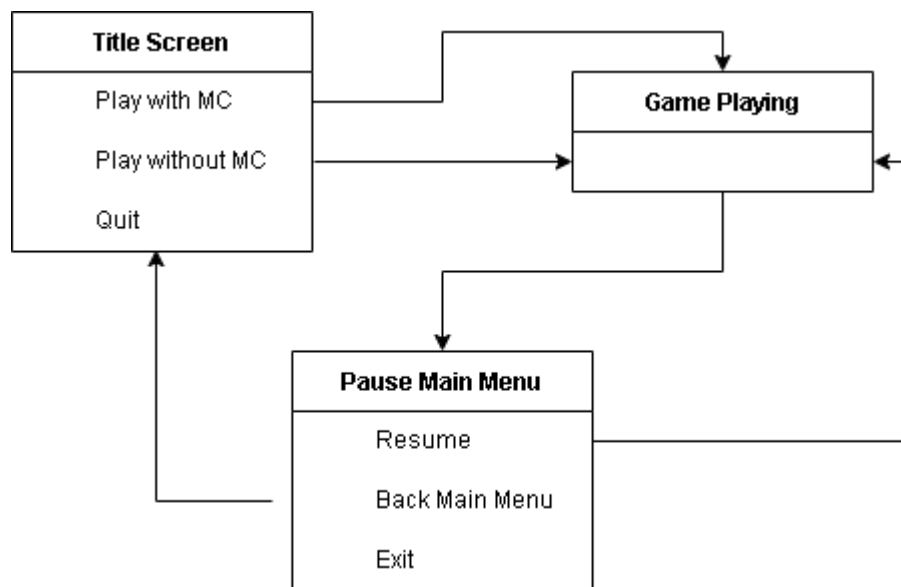 Title Screen
Play with MC
Play without MC
Quit
Game Playing
Pause Main Menu
Resume
Back Main Menu
Exit